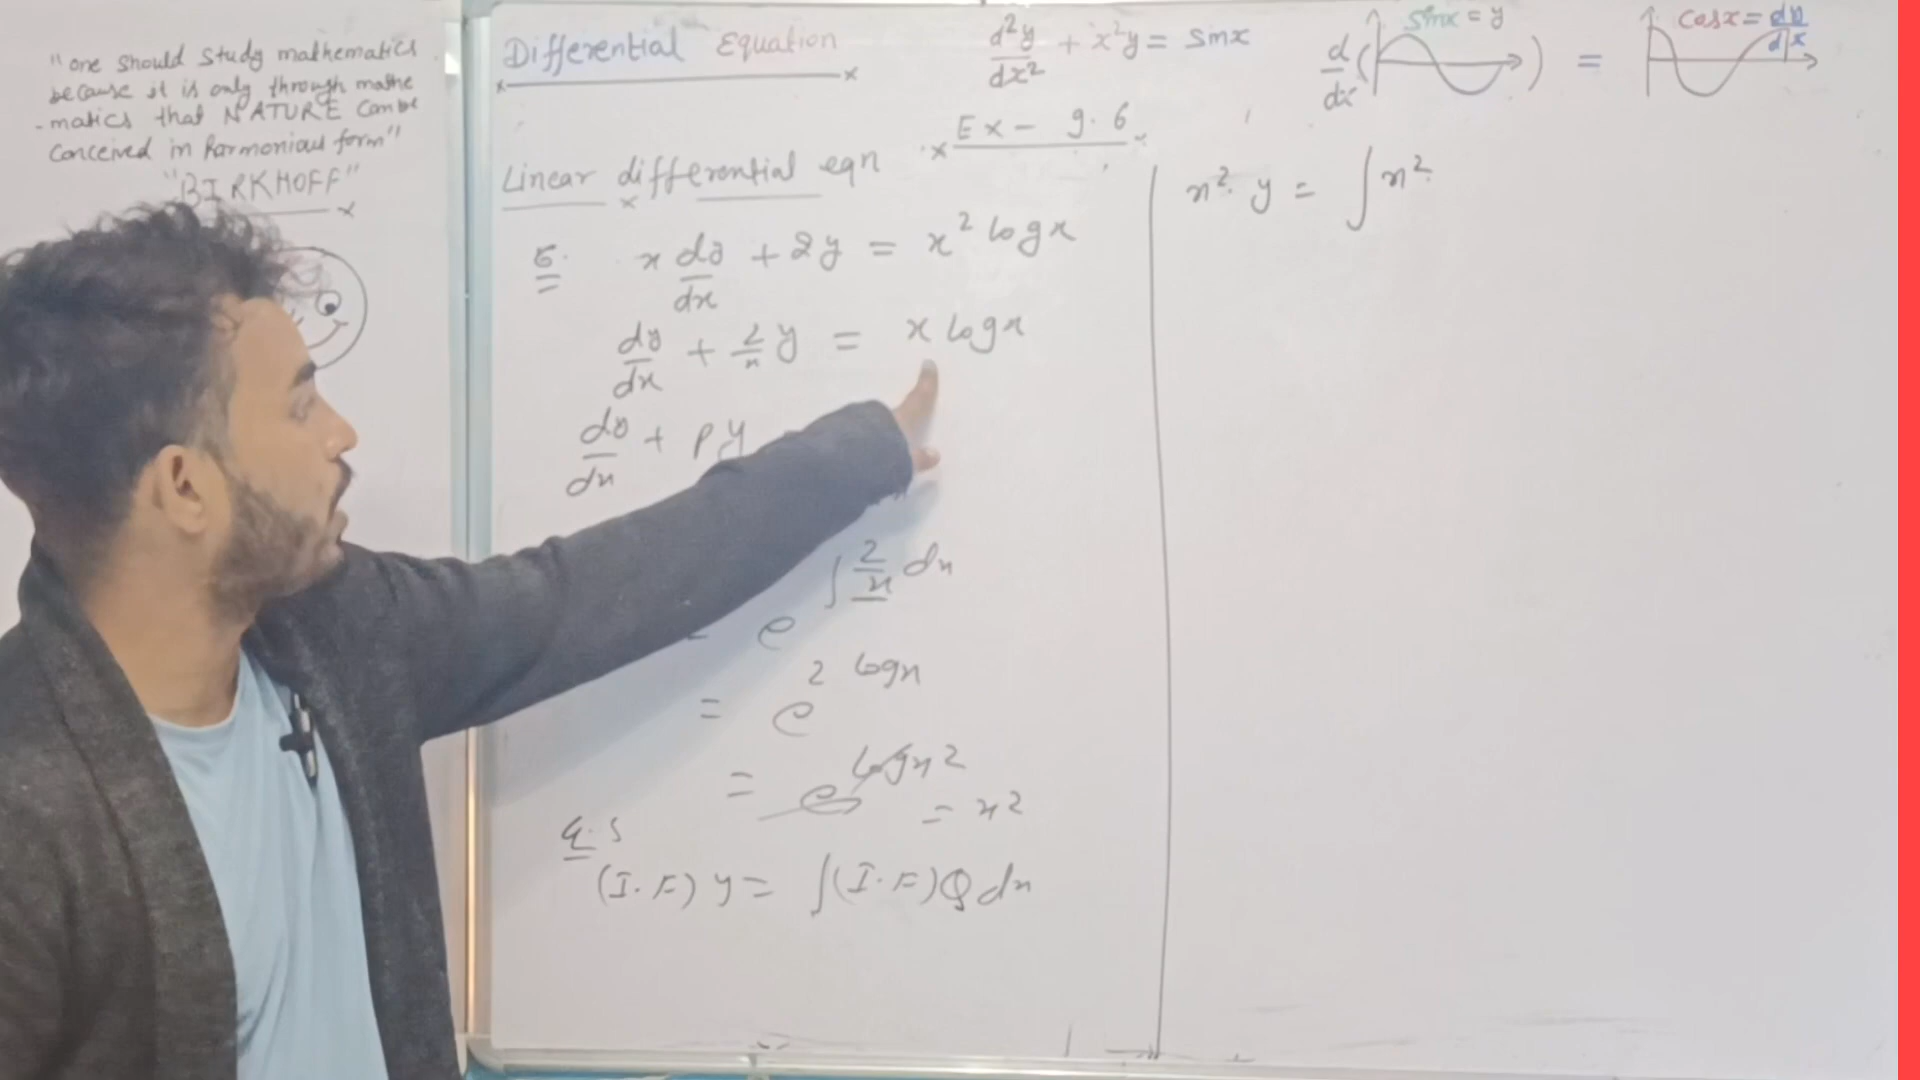 "one should study mathematics
because it is only through mathe
-matics that NATURE can be
conceived in harmonious form"
"BIRKHOFF"
Differential Equation
d²y/dx² + x²y = sinx
d/dx ( sinx = y ) = cosx = dy/dx
Ex - 9.6
Linear differential eqn
x dy/dx + 2y = x² logx
dy/dx + 2/x y = x logx
dy/dx + Py
= e^∫ 2/x dx
= e^2 logx
= e^logx²
= x²
G.S
(I.F) y = ∫(I.F) Q dx
x². y = ∫ x².